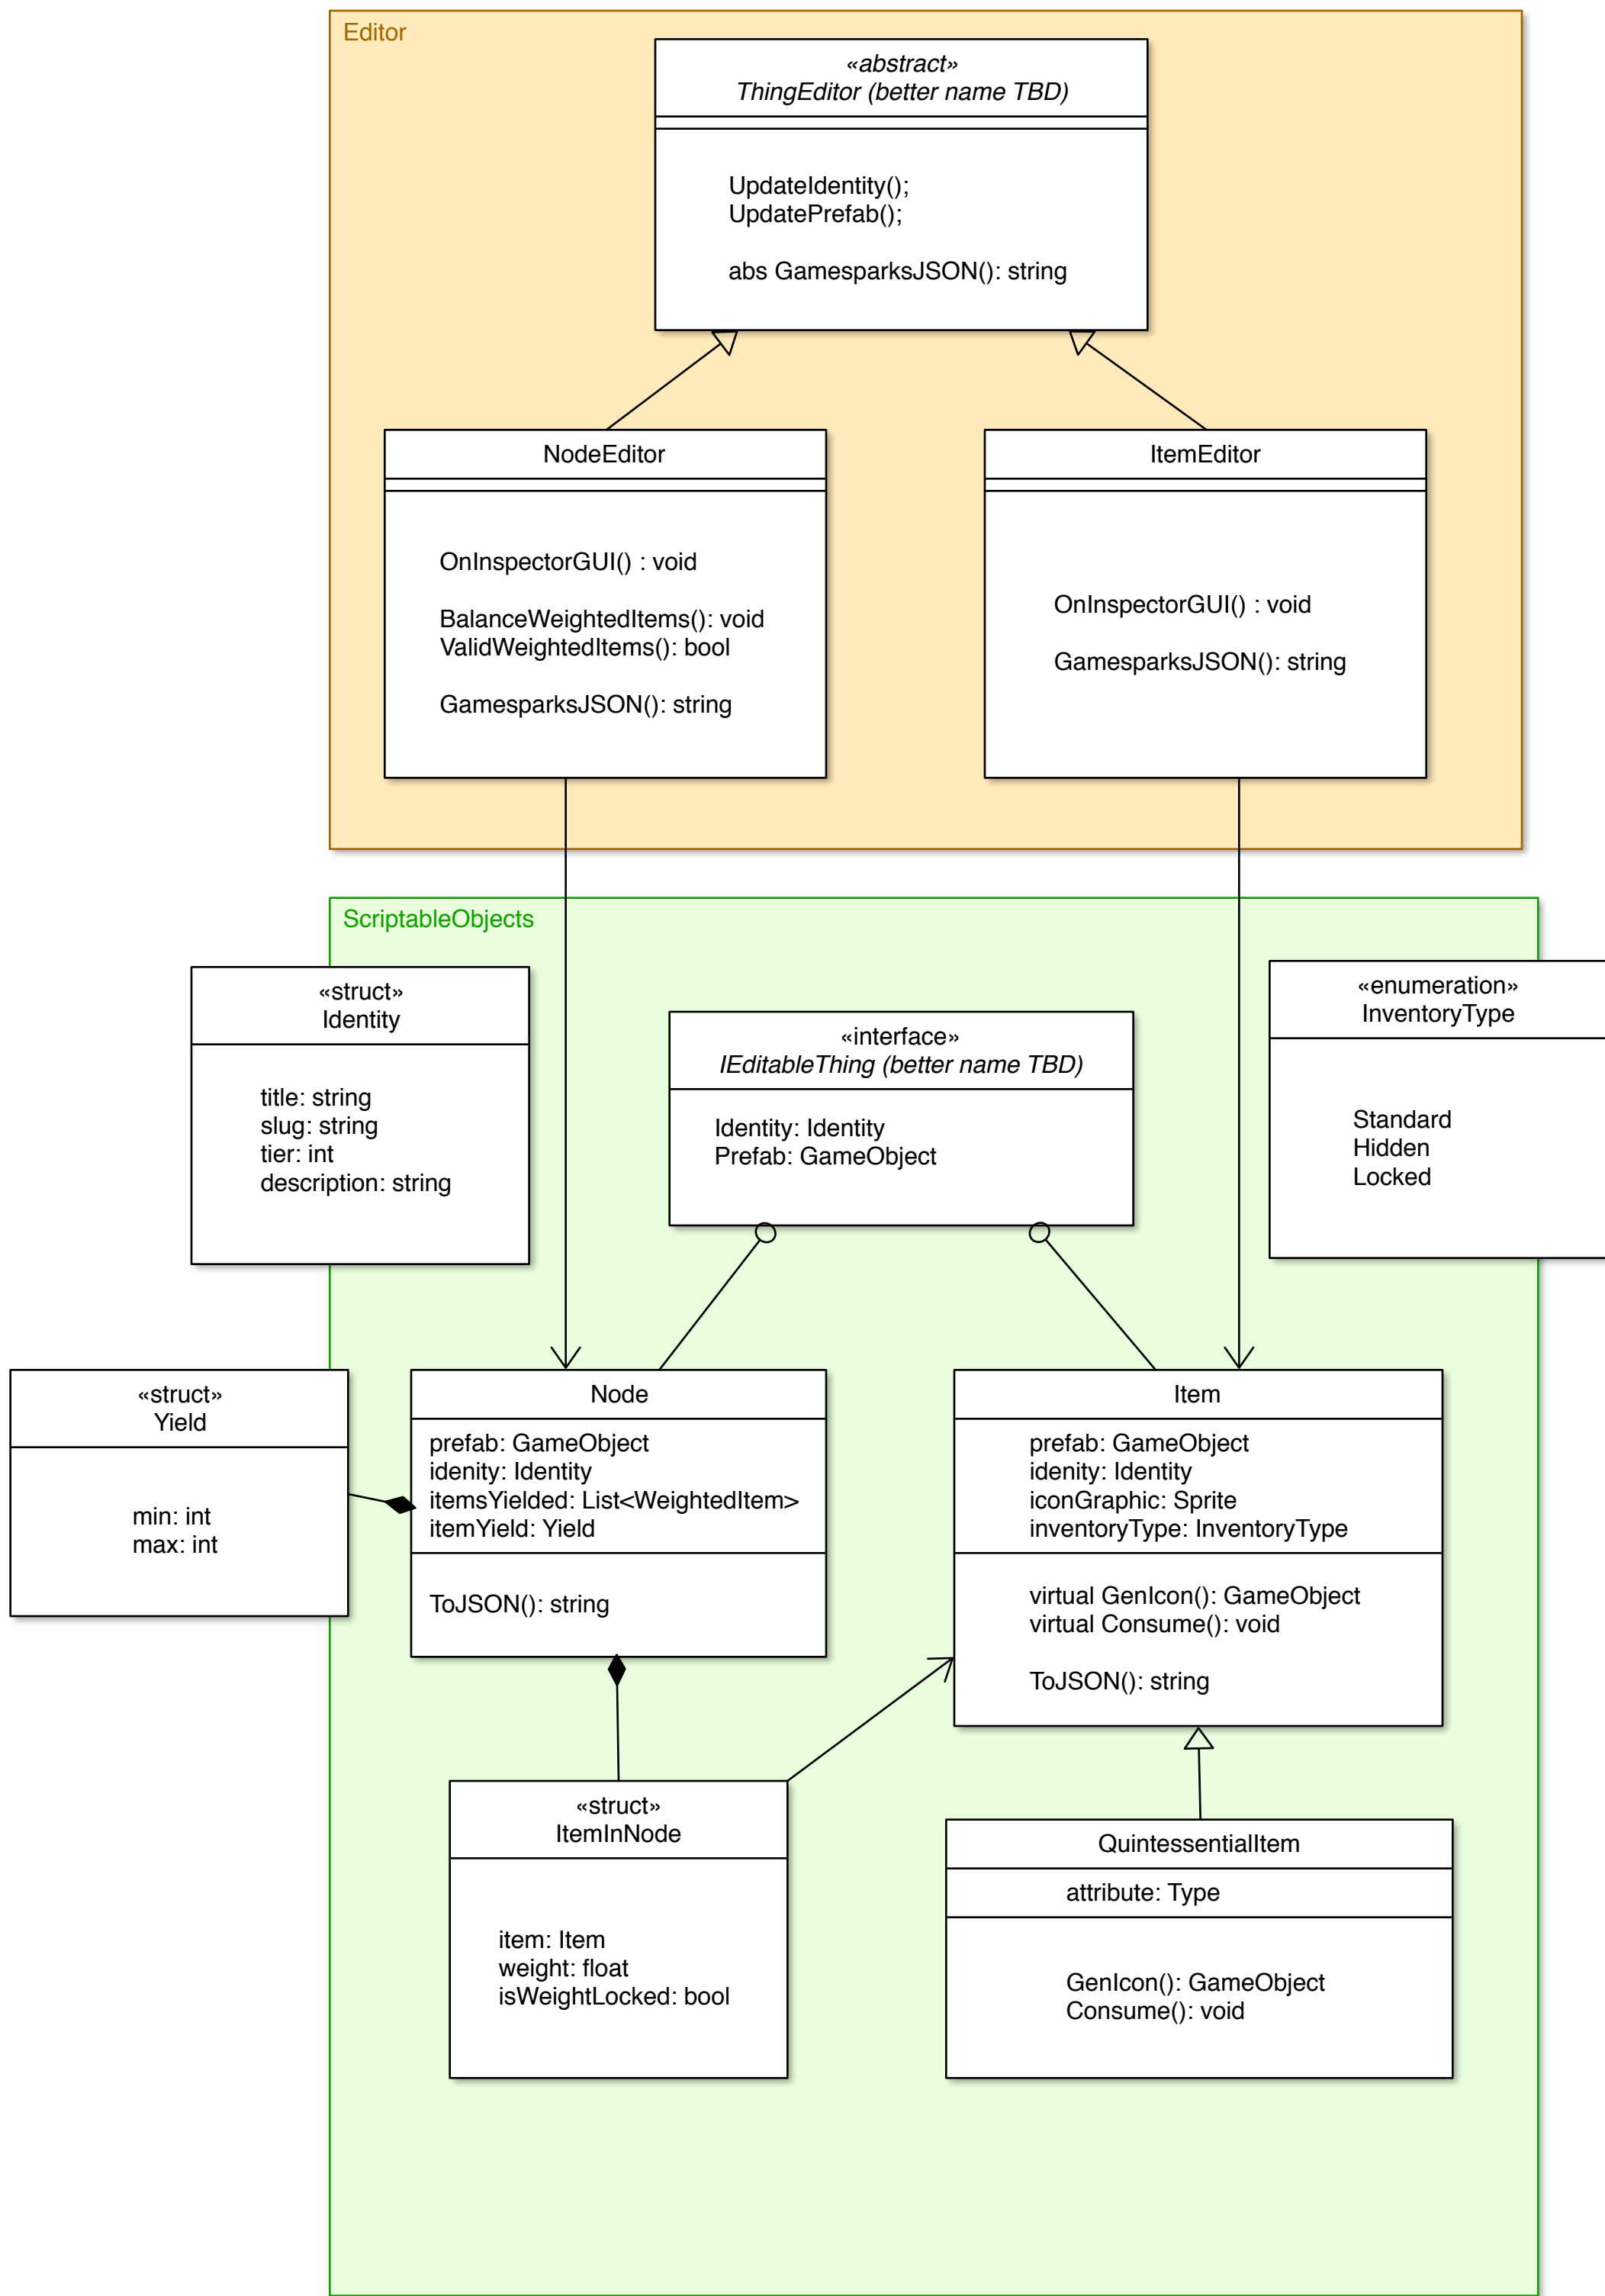 Editor
«abstract»
ThingEditor (better name TBD)
UpdateIdentity();
UpdatePrefab();
abs GamesparksJSON(): string
NodeEditor
OnInspectorGUI() : void
BalanceWeightedItems(): void
ValidWeightedItems(): bool
GamesparksJSON(): string
ItemEditor
OnInspectorGUI() : void
GamesparksJSON(): string
ScriptableObjects
«struct»
Identity
title: string
slug: string
tier: int
description: string
«interface»
IEditableThing (better name TBD)
Identity: Identity
Prefab: GameObject
«enumeration»
InventoryType
Standard
Hidden
Locked
«struct»
Yield
min: int
max: int
Node
prefab: GameObject
idenity: Identity
itemsYielded: List<WeightedItem>
itemYield: Yield
ToJSON(): string
Item
prefab: GameObject
idenity: Identity
iconGraphic: Sprite
inventoryType: InventoryType
virtual GenIcon(): GameObject
virtual Consume(): void
ToJSON(): string
«struct»
ItemInNode
item: Item
weight: float
isWeightLocked: bool
QuintessentialItem
attribute: Type
GenIcon(): GameObject
Consume(): void